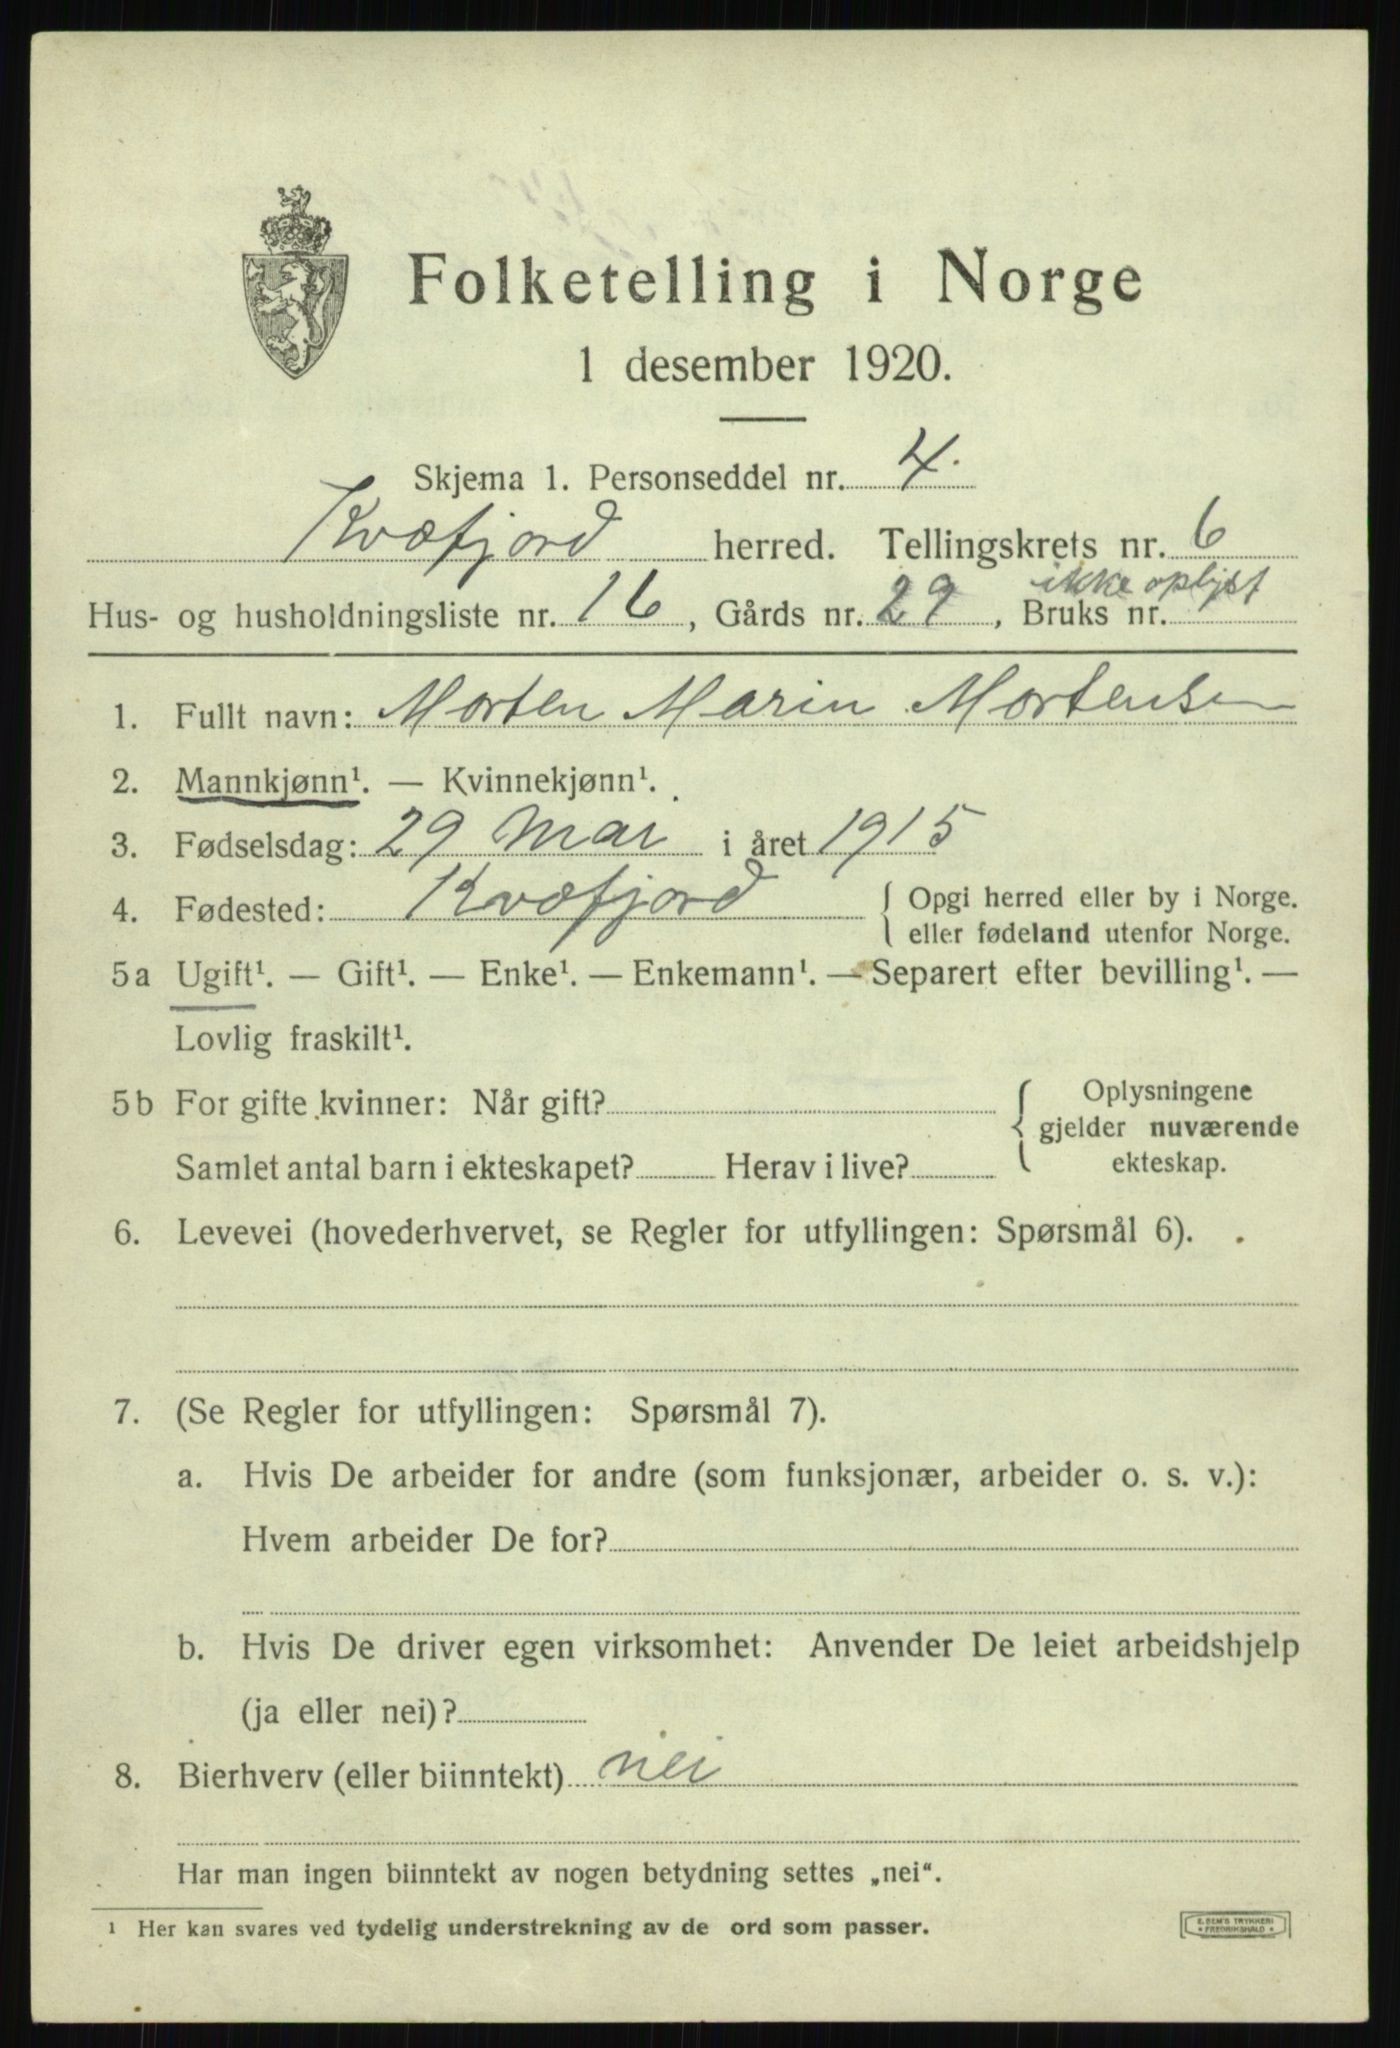 Folketelling i Norge
1 desember 1920.
Skjema 1. Personseddel nr. 4.
Kvæfjord herred. Tellingskrets nr. 6
ikke oplyst
Hus- og husholdningsliste nr. 16, Gårds nr. 29, Bruks nr.
1. Fullt navn: Morten Marin Mortensen
2. Mannkjønn¹. — Kvinnekjønn¹.
3. Fødselsdag: 29 Mai i året 1915
4. Fødested: Kvæfjord { Opgi herred eller by i Norge.
eller fødeland utenfor Norge.
5a Ugift¹. — Gift¹. — Enke¹. — Enkemann¹. — Separert efter bevilling¹. —
Lovlig fraskilt¹.
5b For gifte kvinner: Når gift? { Oplysningene
gjelder nuværende
Samlet antal barn i ekteskapet? Herav i live? ekteskap.
6. Levevei (hovederhvervet, se Regler for utfyllingen: Spørsmål 6).
7. (Se Regler for utfyllingen: Spørsmål 7).
a. Hvis De arbeider for andre (som funksjonær, arbeider o. s. v.):
Hvem arbeider De for?
b. Hvis De driver egen virksomhet: Anvender De leiet arbeidshjelp
(ja eller nei)?
8. Bierhverv (eller biinntekt) nei
Har man ingen biinntekt av nogen betydning settes „nei“.
¹ Her kan svares ved tydelig understrekning av de ord som passer.
E. SEM'S TRYKKERI
* FREDRIKSHALD *